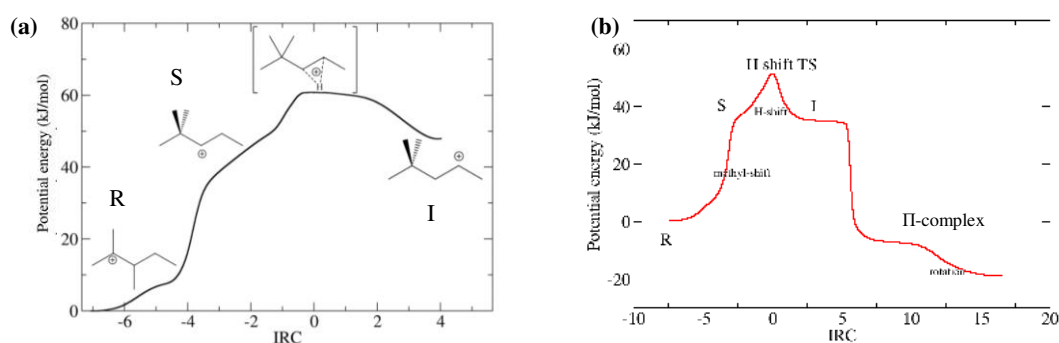 (a)
80
60
40
20
0
Potential energy (kJ/mol)
-6
-4
-2
0
2
4
IRC
R
S
I
H
(b)
60
40
20
0
-20
Potential energy (kJ/mol)
-10
-5
0
5
10
15
20
IRC
H shift TS
S
H-shift
I
methyl-shift
R
Π-complex
rotation